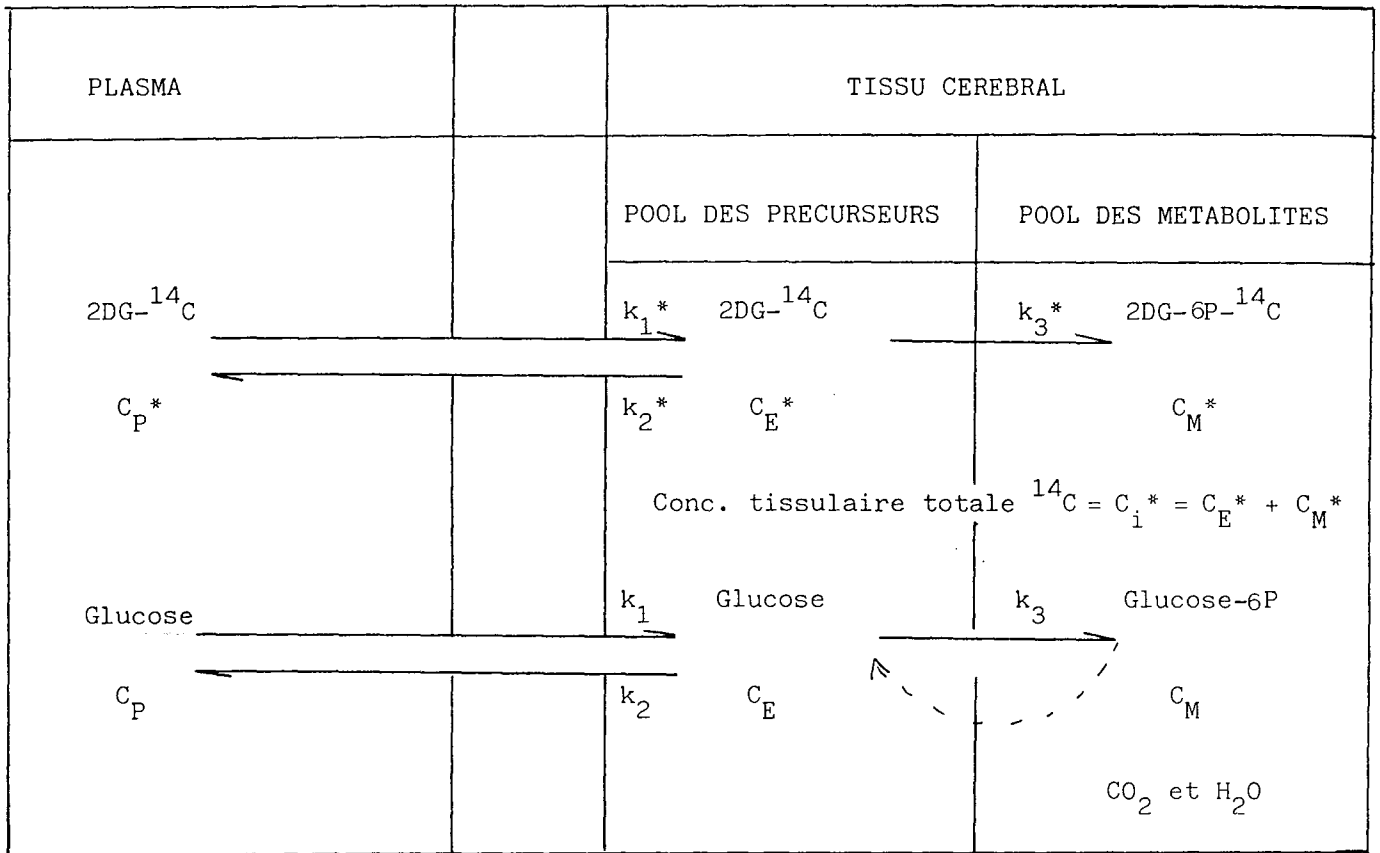 PLASMA TISSU CEREBRAL
POOL DES PRECURSEURS POOL DES METABOLITES
2DG-¹⁴C k₁* 2DG-¹⁴C k₃* 2DG-6P-¹⁴C
C_P* k₂* C_E* C_M*
Conc. tissulaire totale ¹⁴C = C_i* = C_E* + C_M*
Glucose k₁ Glucose k₃ Glucose-6P
C_P k₂ C_E C_M
CO₂ et H₂O